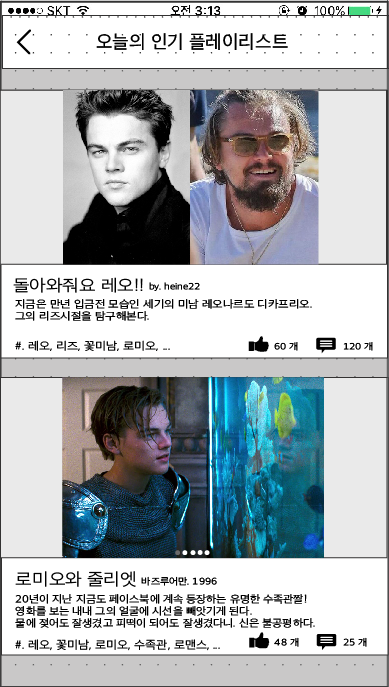 SKT 오전 3:13 100%
오늘의 인기 플레이리스트
돌아와줘요 레오!! by. heine22
지금은 만년 입금전 모습인 세기의 미남 레오나르도 디카프리오.
그의 리즈시절을 탐구해본다.
#. 레오, 리즈, 꽃미남, 로미오, ... 60 개 120 개
로미오와 줄리엣 바즈루어만. 1996
20년이 지난 지금도 페이스북에 계속 등장하는 유명한 수족관짤!
영화를 보는 내내 그의 얼굴에 시선을 빼앗기게 된다.
물에 젖어도 잘생겼고 피떡이 되어도 잘생겼다니. 신은 불공평하다.
#. 레오, 꽃미남, 로미오, 수족관, 로맨스, ... 48 개 25 개